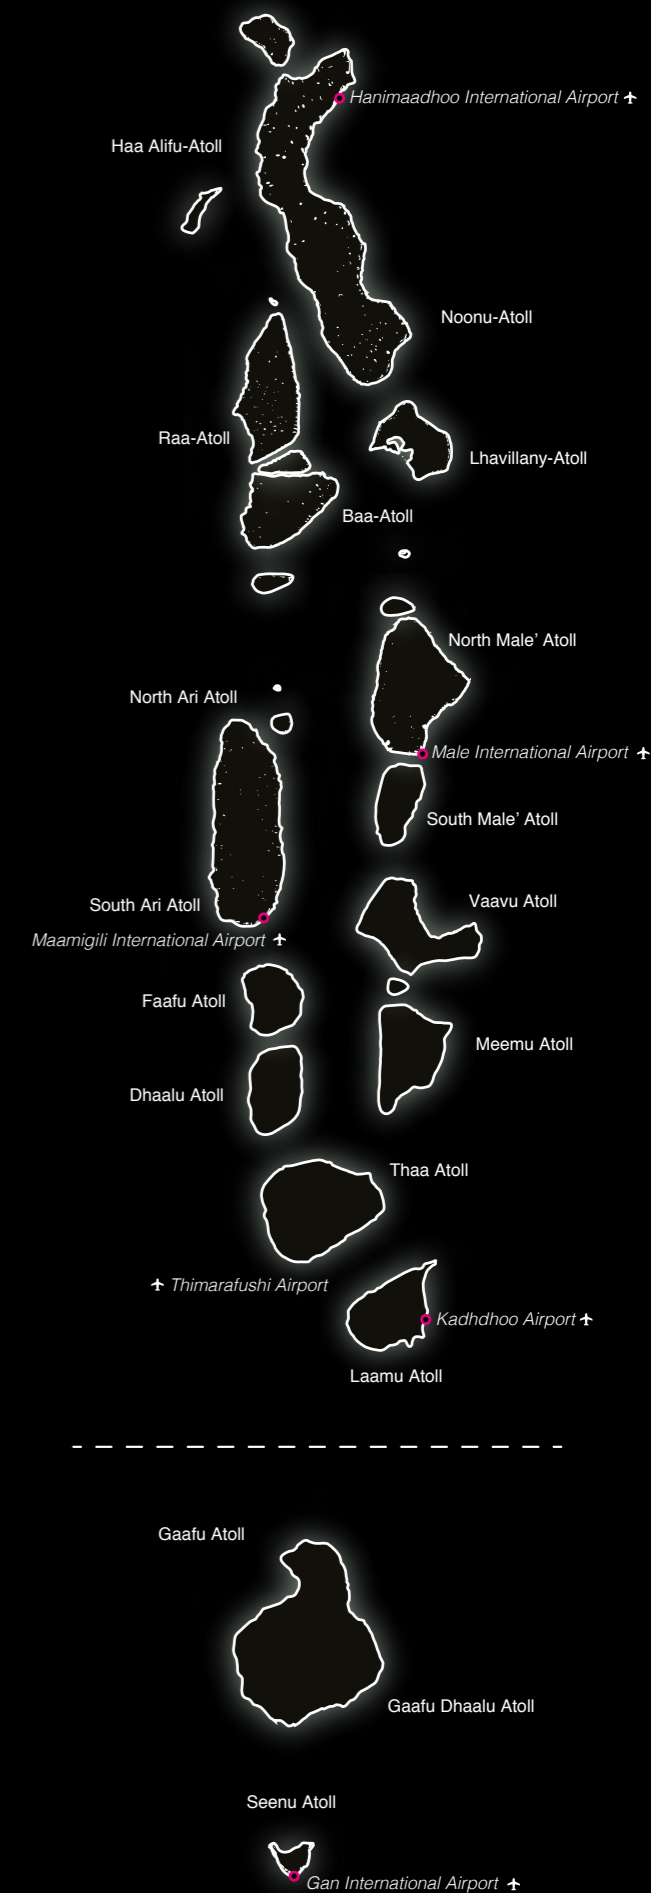 Hanimaadhoo International Airport
Haa Alifu-Atoll
Noonu-Atoll
Raa-Atoll
Lhavillany-Atoll
Baa-Atoll
North Male’ Atoll
North Ari Atoll
Male International Airport
South Male’ Atoll
Vaavu Atoll
South Ari Atoll
Maamigili International Airport
Faafu Atoll
Meemu Atoll
Dhaalu Atoll
Thaa Atoll
Thimarafushi Airport
Kadhdhoo Airport
Laamu Atoll
Gaafu Atoll
Gaafu Dhaalu Atoll
Seenu Atoll
Gan International Airport